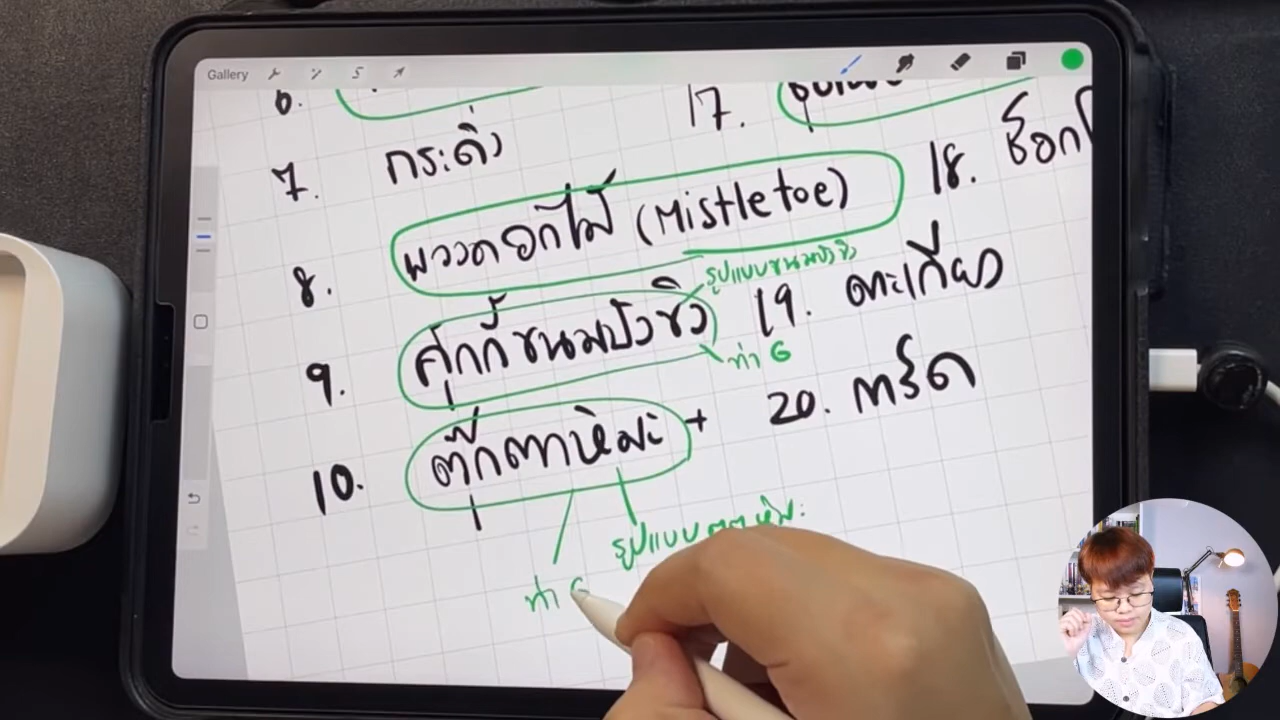 Gallery
6.
7. กระดิ่ง
8. พวงดอกไม้ (Mistletoe)
9. คุกกี้ขนมปังขิง
รูปแบบขนมปังขิง
ท่า G
10. ตุ๊กตาหิมะ +
รูปแบบ
ท่า G
17.
18.
19. ตะเกียง
20. การ์ด